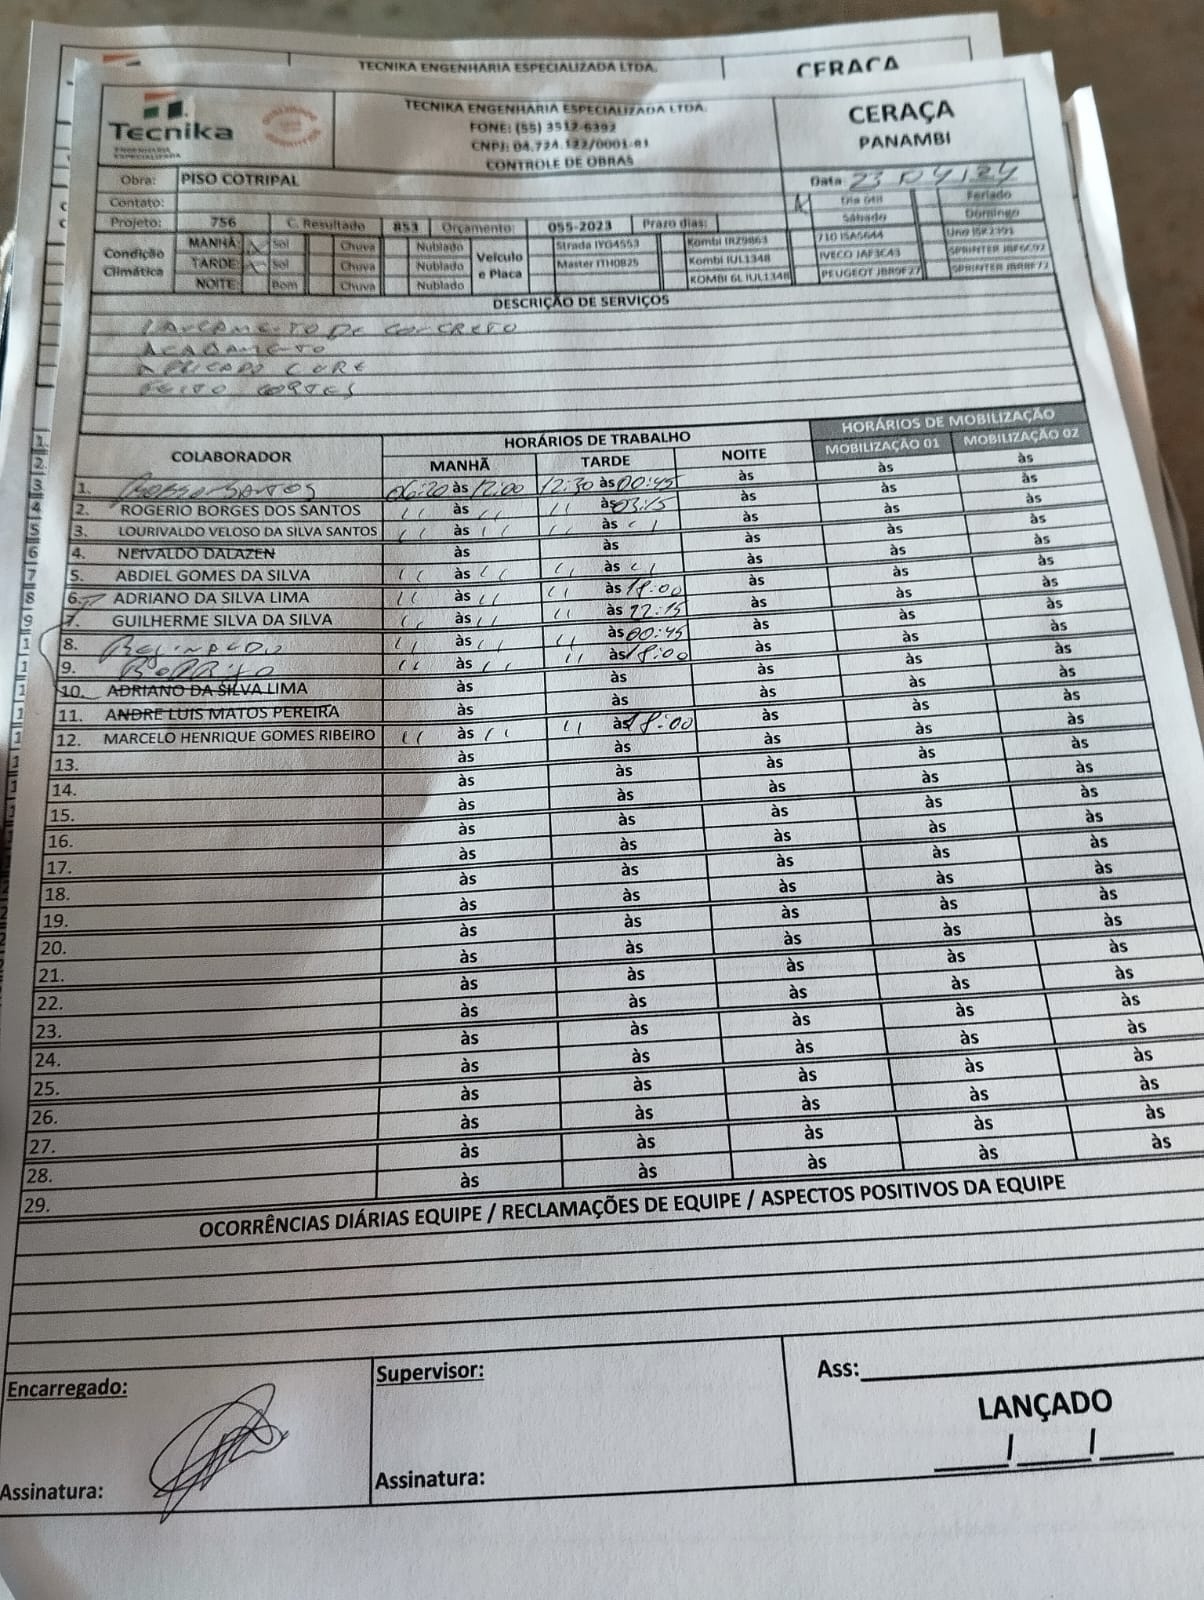 TECNIKA ENGENHARIA ESPECIALIZADA LTDA. CERAÇA
Tecnika
ENGENHARIA
ESPECIALIZADA
TECNIKA ENGENHARIA ESPECIALIZADA LTDA.
FONE: (55) 3512-6392
CNPJ: 04.724.122/0001-81
CONTROLE DE OBRAS
CERAÇA
PANAMBI
Obra: PISO COTRIPAL Data 23 04 24
Contato: X Dia útil Feriado
Projeto: 756 C. Resultado 853 Orçamento: 055-2023 Prazo dias: Sábado Domingo
Condição Climática
MANHÃ: X Sol Chuva Nublado
TARDE: X Sol Chuva Nublado
NOITE: Bom Chuva Nublado
Veículo e Placa
Strada IYG4553 Kombi IRZ9863 710 ISA5644 Uno ISK2393
Master ITH0825 Kombi IUL1348 IVECO JAF3C43 SPRINTER
KOMBI 6L IUL1348 PEUGEOT JBR9F27 SPRINTER
DESCRIÇÃO DE SERVIÇOS
LANÇAMENTO DE CONCRETO
ACABAMENTO
APLICADO CURE
FEITO CORTES
COLABORADOR HORÁRIOS DE TRABALHO HORÁRIOS DE MOBILIZAÇÃO
MANHÃ TARDE NOITE MOBILIZAÇÃO 01 MOBILIZAÇÃO 02
1. SANTOS 06:20 às 12:00 12:30 às 00:45 às às às
2. ROGERIO BORGES DOS SANTOS '' às '' '' às 03:15 às às às
3. LOURIVALDO VELOSO DA SILVA SANTOS '' às '' '' às '' às às às
4. NEIVALDO DALAZEN às às às às às
5. ABDIEL GOMES DA SILVA '' às '' '' às '' às às às
6. ADRIANO DA SILVA LIMA '' às '' '' às 18:00 às às às
7. GUILHERME SILVA DA SILVA '' às '' '' às 22:15 às às às
8. '' às '' '' às 00:45 às às às
9. '' às '' '' às 18:00 às às às
10. ADRIANO DA SILVA LIMA às às às às às
11. ANDRE LUIS MATOS PEREIRA às às às às às
12. MARCELO HENRIQUE GOMES RIBEIRO '' às '' '' às 18:00 às às às
13. às às às às às
14. às às às às às
15. às às às às às
16. às às às às às
17. às às às às às
18. às às às às às
19. às às às às às
20. às às às às às
21. às às às às às
22. às às às às às
23. às às às às às
24. às às às às às
25. às às às às às
26. às às às às às
27. às às às às às
28. às às às às às
29. às às às às às
OCORRÊNCIAS DIÁRIAS EQUIPE / RECLAMAÇÕES DE EQUIPE / ASPECTOS POSITIVOS DA EQUIPE
Encarregado: Supervisor: Ass:
LANÇADO
Assinatura: Assinatura: / /